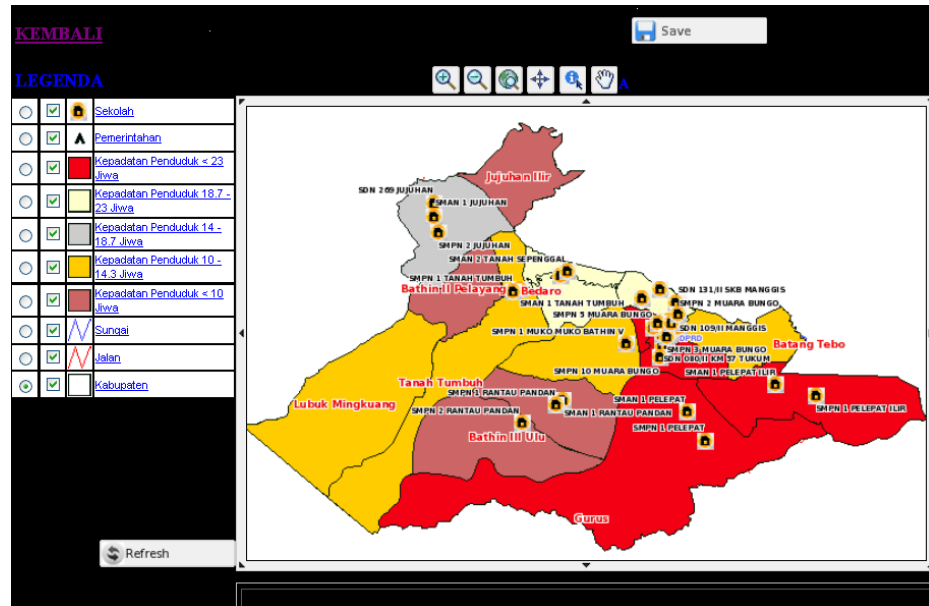 KEMBALI
Save
LEGENDA
A
Sekolah
Pemerintahan
Kepadatan Penduduk < 23
Jiwa
Kepadatan Penduduk 18.7 -
23 Jiwa
Kepadatan Penduduk 14 -
18.7 Jiwa
Kepadatan Penduduk 10 -
14.3 Jiwa
Kepadatan Penduduk < 10
Jiwa
Sungai
Jalan
Kabupaten
Refresh
Jujuhan Ilir
SDN 269 JUJUHAN
SMAN 1 JUJUHAN
SMPN 2 JUJUHAN
SMAN 2 TANAH SEPENGGAL
SMPN 1 TANAH TUMBUH
Bathin II Pelayang
Bedaro
SDN 131/II SKB MANGGIS
SMAN 1 TANAH TUMBUH
SMPN 2 MUARA BUNGO
SMPN 5 MUARA BUNGO
SMPN 1 MUKO MUKO BATHIN V
SDN 109/II MANGGIS
DPRD
Batang Tebo
SMPN 3 MUARA BUNGO
SDN 080/II KM 37 TUKUM
SMPN 10 MUARA BUNGO
SMAN 1 PELEPAT ILIR
Tanah Tumbuh
SMPN 1 RANTAU PANDAN
SMAN 1 PELEPAT
Lubuk Mingkuang
SMPN 2 RANTAU PANDAN
SMAN 1 RANTAU PANDAN
SMPN 1 PELEPAT ILIR
SMPN 1 PELEPAT
Bathin III Ulu
Gurus